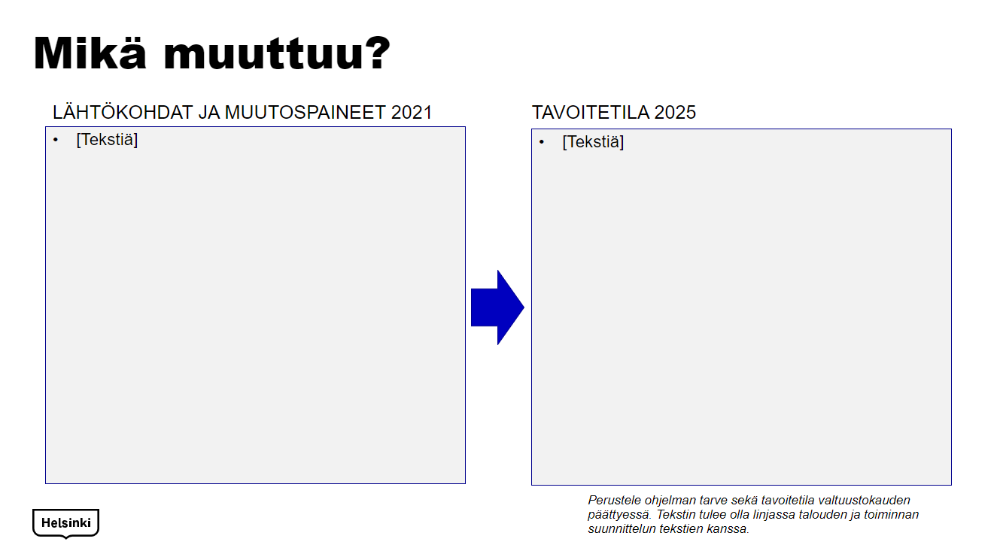 Mikä muuttuu?
LÄHTÖKOHDAT JA MUUTOSPAINEET 2021
• [Tekstiä]
TAVOITETILA 2025
• [Tekstiä]
Perustele ohjelman tarve sekä tavoitetila valtuustokauden
päättyessä. Tekstin tulee olla linjassa talouden ja toiminnan
suunnittelun tekstien kanssa.
Helsinki